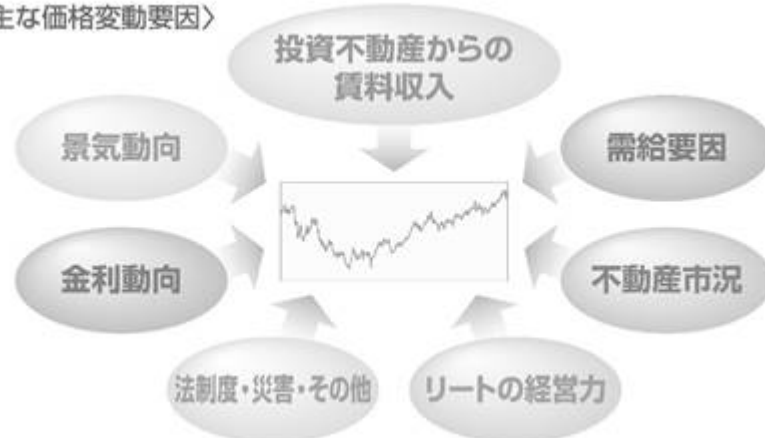 主な価格変動要因〉
投資不動産からの
賃料収入
景気動向
需給要因
金利動向
不動産市況
法制度・災害・その他
リートの経営力